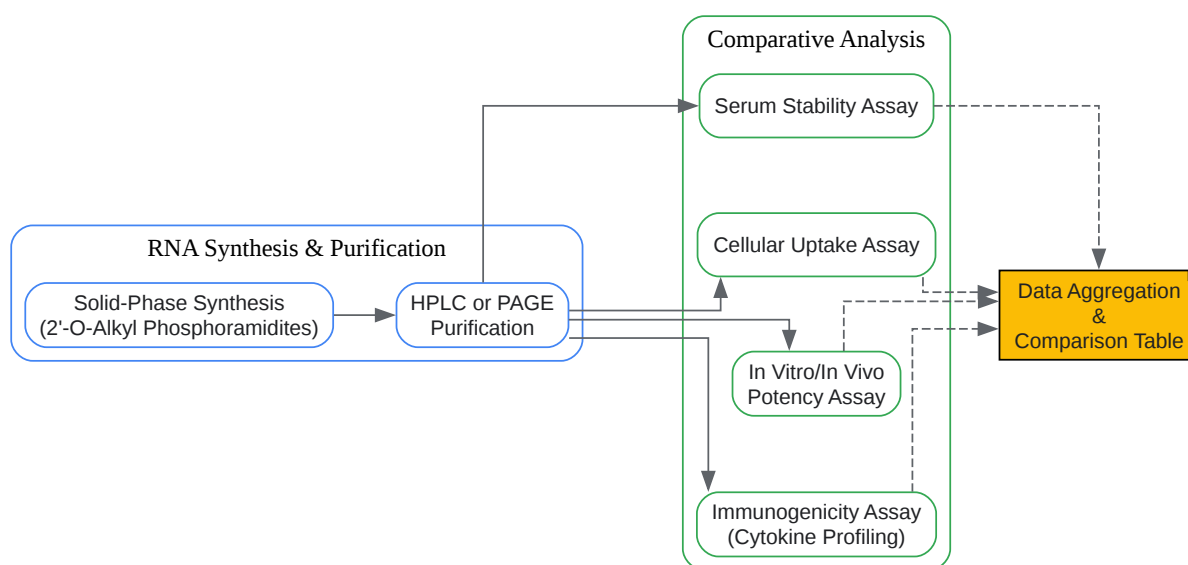 Comparative Analysis
Serum Stability Assay
Cellular Uptake Assay
RNA Synthesis & Purification
Solid-Phase Synthesis
(2'-O-Alkyl Phosphoramidites)
HPLC or PAGE
Purification
In Vitro/In Vivo
Potency Assay
Immunogenicity Assay
(Cytokine Profiling)
Data Aggregation
&
Comparison Table